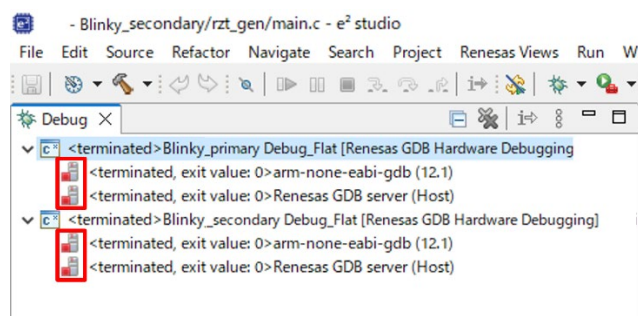 - Blinky_secondary/rzt_gen/main.c - e² studio
File Edit Source Refactor Navigate Search Project Renesas Views Run W
Debug
<terminated>Blinky_primary Debug_Flat [Renesas GDB Hardware Debugging
<terminated, exit value: 0>arm-none-eabi-gdb (12.1)
<terminated, exit value: 0>Renesas GDB server (Host)
<terminated>Blinky_secondary Debug_Flat [Renesas GDB Hardware Debugging]
<terminated, exit value: 0>arm-none-eabi-gdb (12.1)
<terminated, exit value: 0>Renesas GDB server (Host)